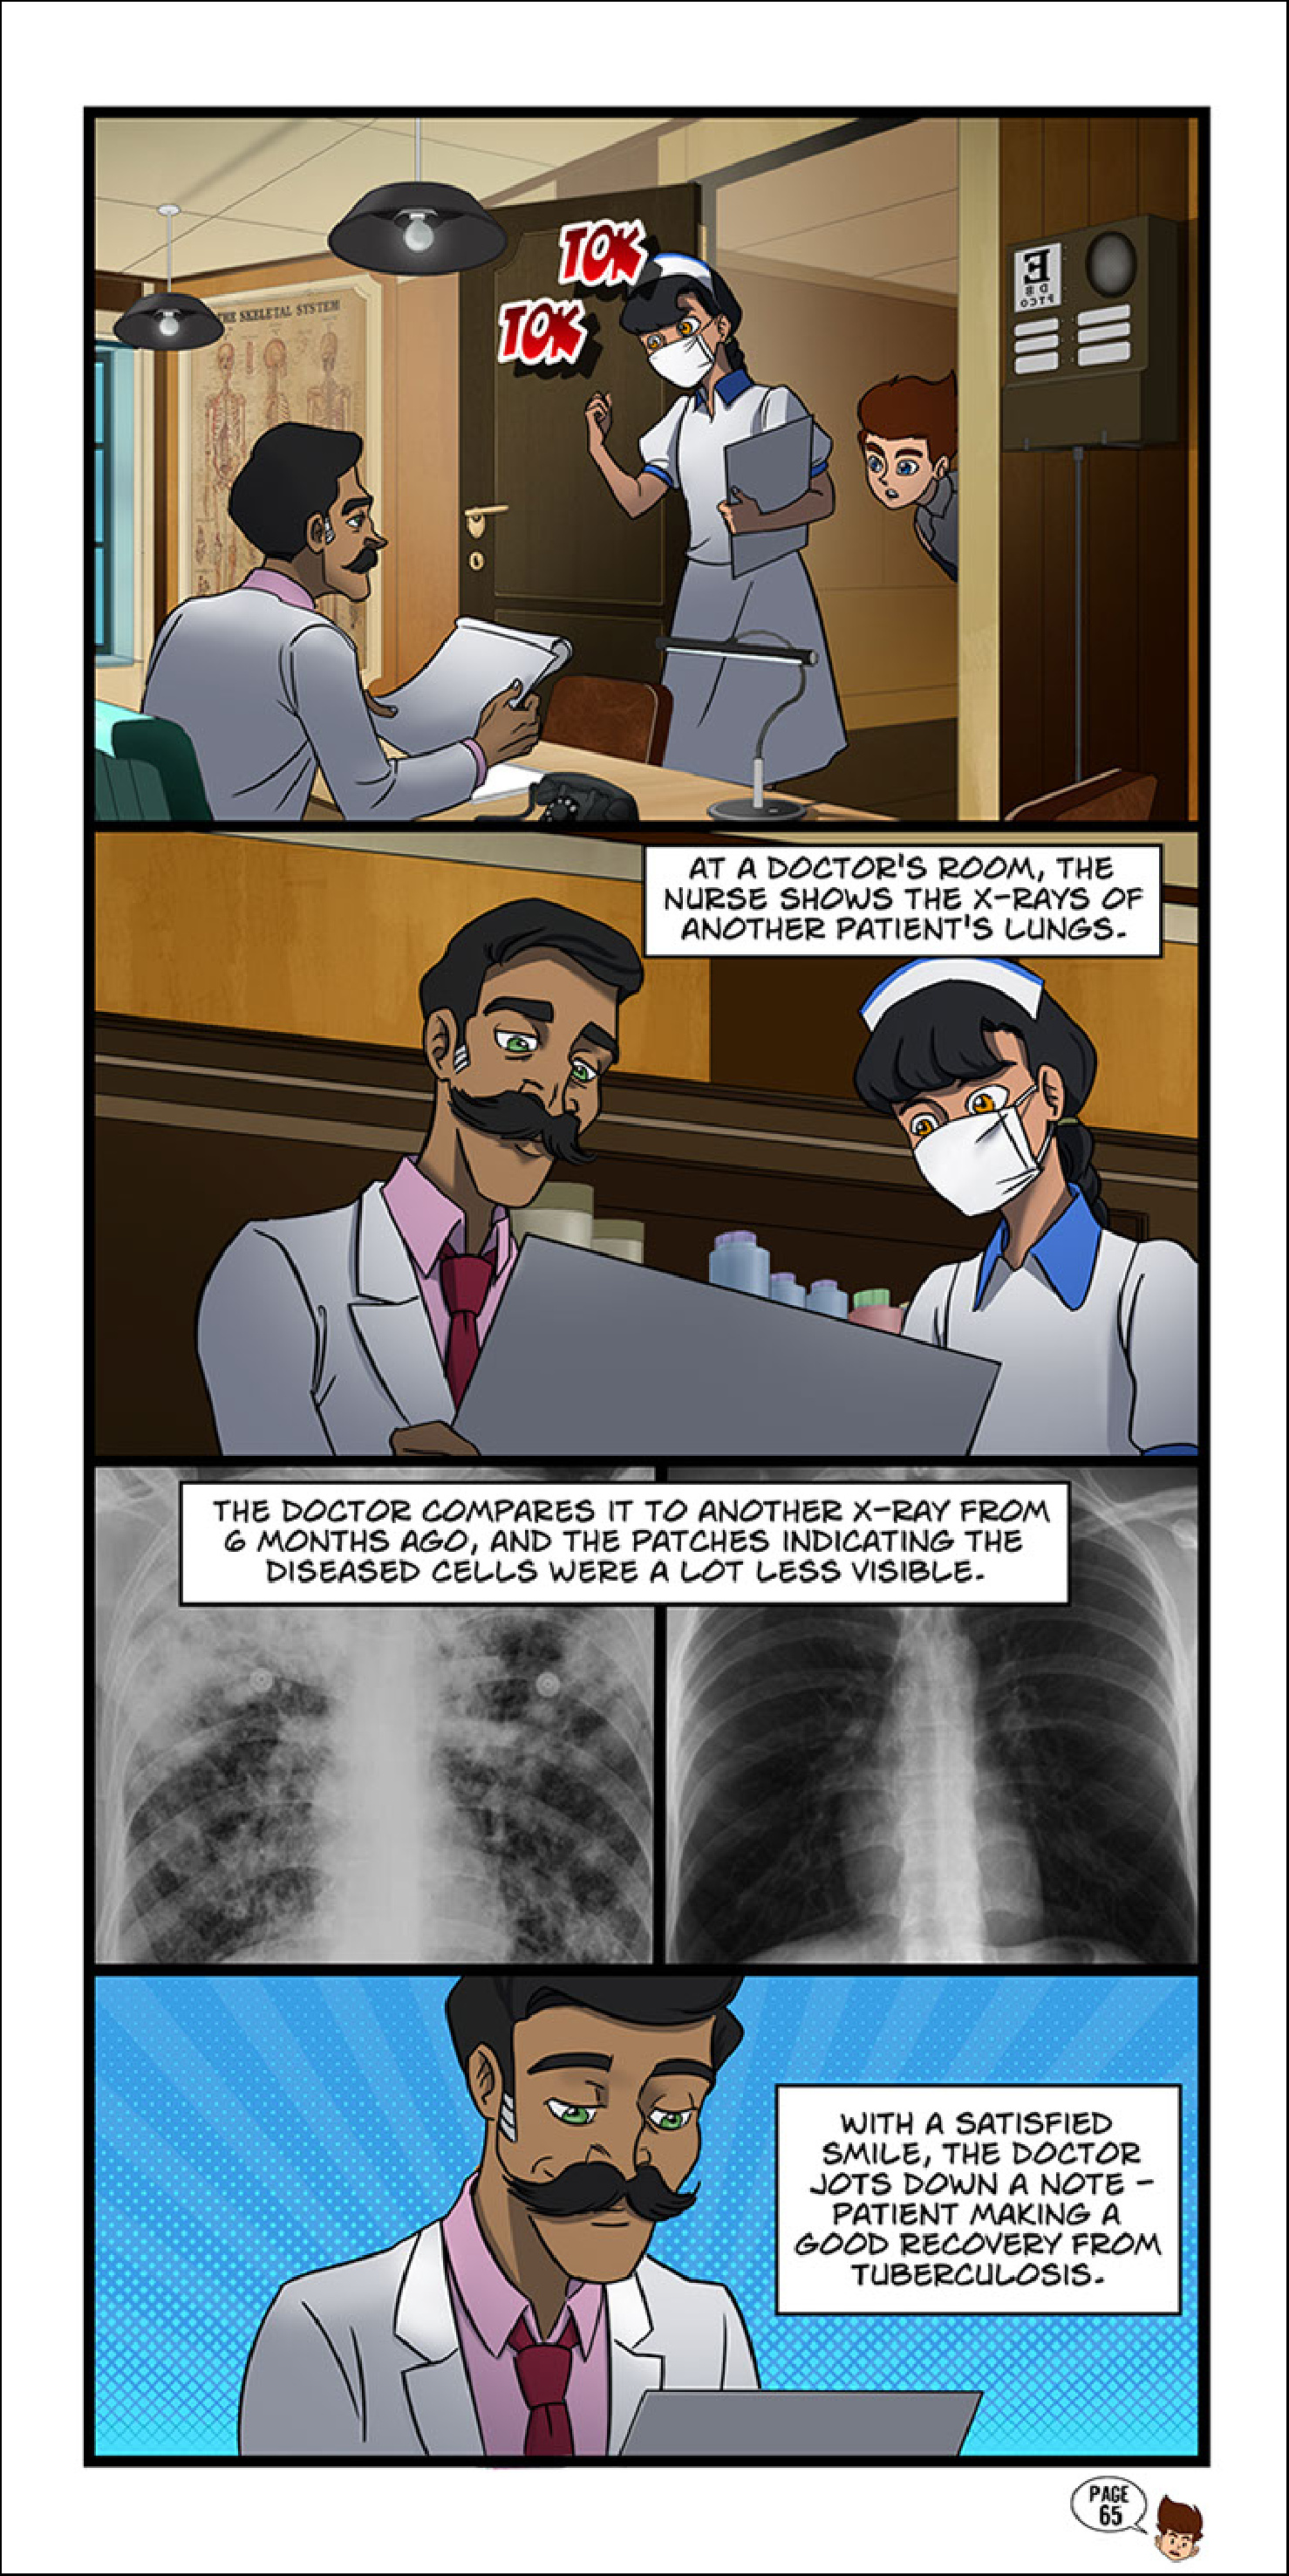 THE SKELETAL SYSTEM
TOK
TOK
E
D B
PTCO
AT A DOCTOR'S ROOM, THE
NURSE SHOWS THE X-RAYS OF
ANOTHER PATIENT'S LUNGS.
THE DOCTOR COMPARES IT TO ANOTHER X-RAY FROM
6 MONTHS AGO, AND THE PATCHES INDICATING THE
DISEASED CELLS WERE A LOT LESS VISIBLE.
WITH A SATISFIED
SMILE, THE DOCTOR
JOTS DOWN A NOTE -
PATIENT MAKING A
GOOD RECOVERY FROM
TUBERCULOSIS.
PAGE
65